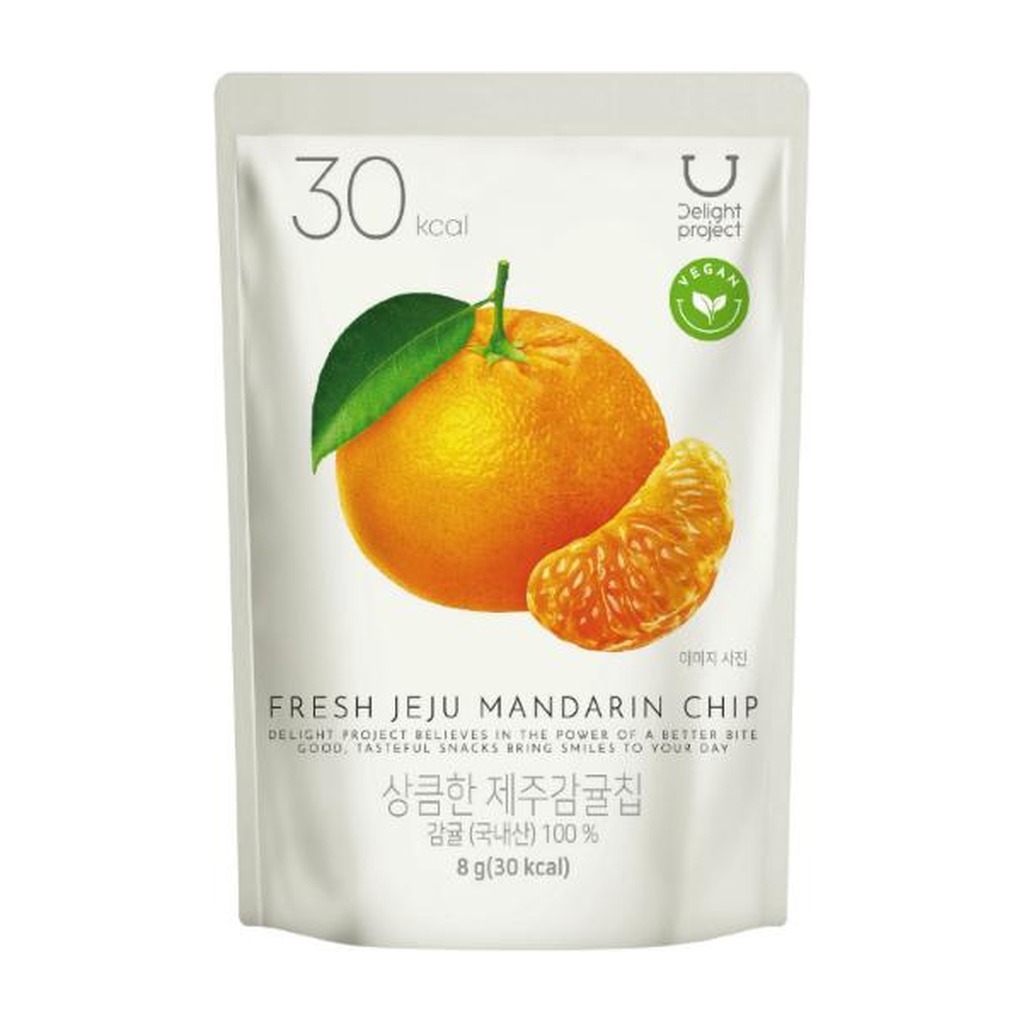 30 kcal
Delight
project
VEGAN
이미지 사진
FRESH JEJU MANDARIN CHIP
DELIGHT PROJECT BELIEVES IN THE POWER OF A BETTER BITE
GOOD, TASTEFUL SNACKS BRING SMILES TO YOUR DAY
상큼한 제주감귤칩
감귤 (국내산) 100 %
8 g(30 kcal)